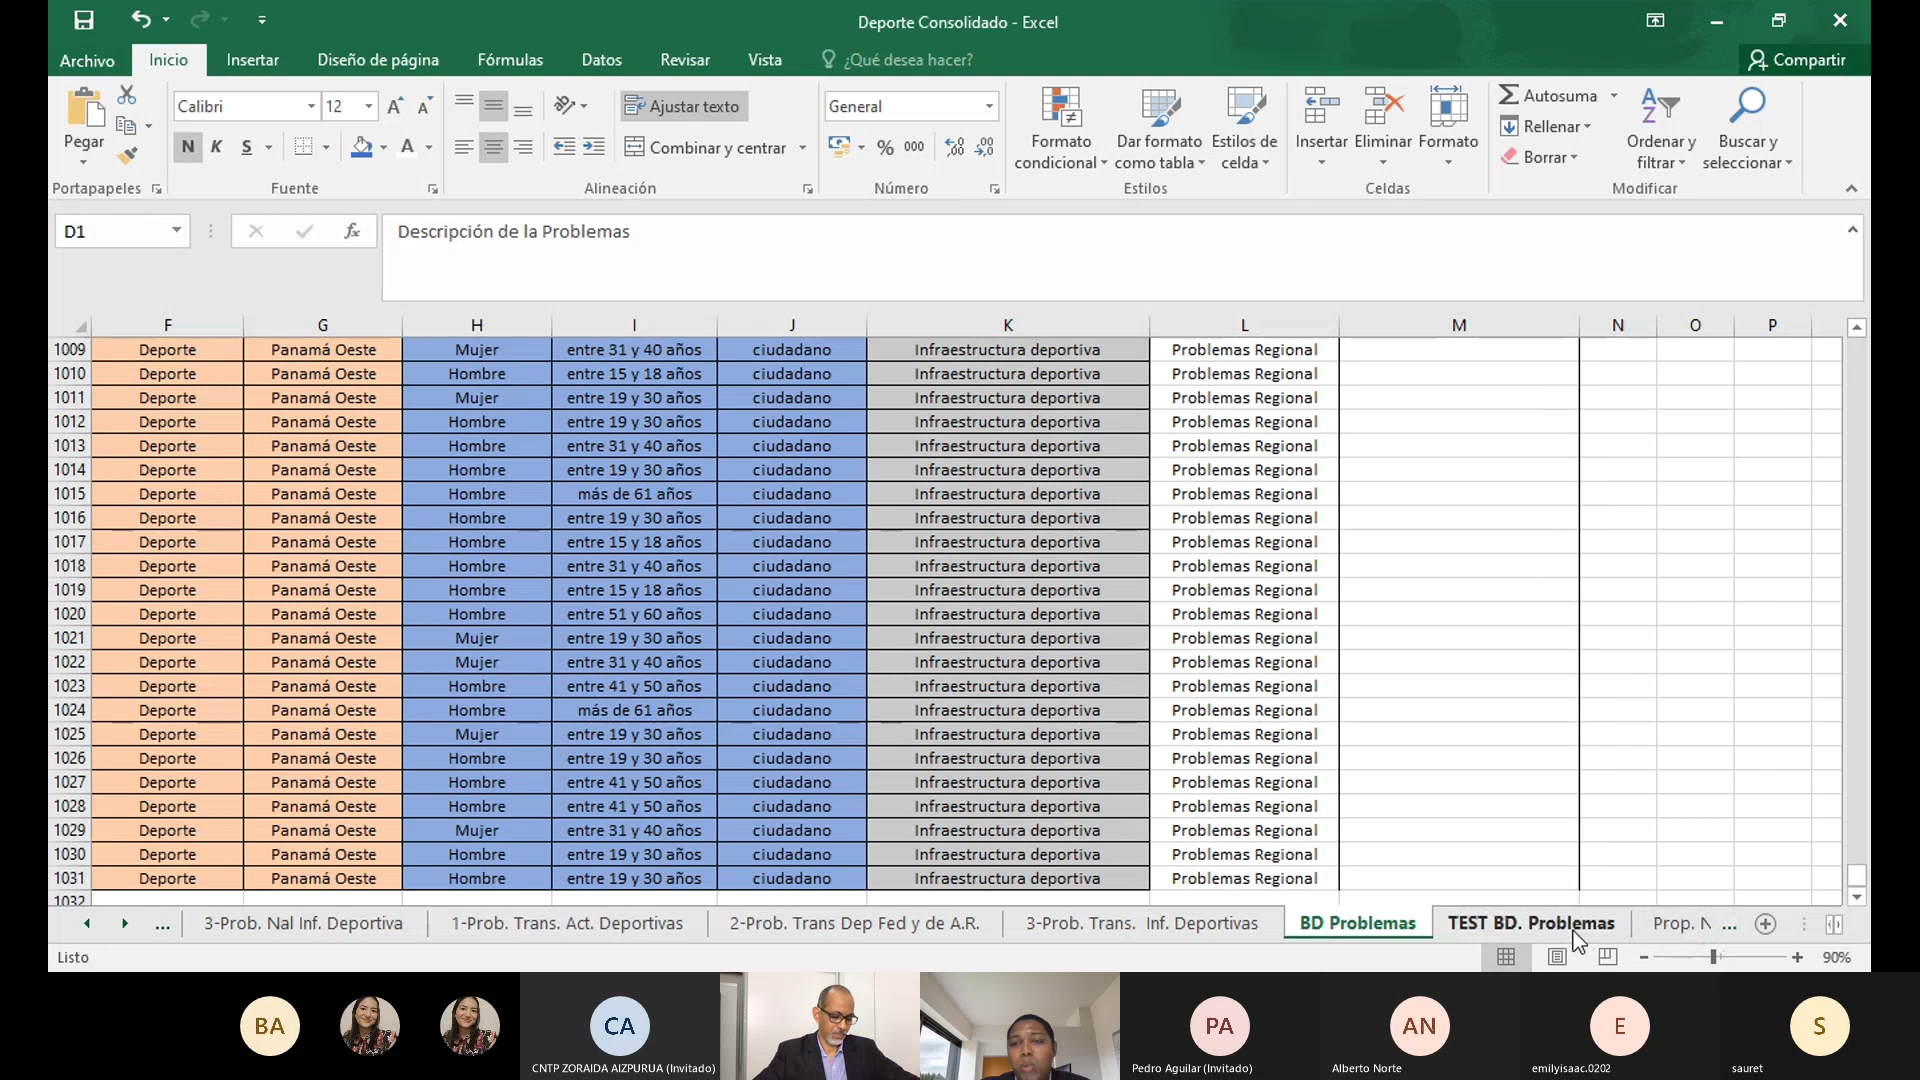 Deporte Consolidado - Excel
Archivo Inicio Insertar Diseño de página Fórmulas Datos Revisar Vista ¿Qué desea hacer? Compartir
Pegar
Portapapeles
Calibri 12
N K S
A
Fuente
Ajustar texto
Combinar y centrar
Alineación
General
% 000
Número
Formato condicional
Dar formato como tabla
Estilos de celda
Estilos
Insertar Eliminar Formato
Celdas
Autosuma
Rellenar
Borrar
Ordenar y filtrar
Buscar y seleccionar
Modificar
D1 fx Descripción de la Problemas
F G H I J K L M N O P
1009 Deporte Panamá Oeste Mujer entre 31 y 40 años ciudadano Infraestructura deportiva Problemas Regional
1010 Deporte Panamá Oeste Hombre entre 15 y 18 años ciudadano Infraestructura deportiva Problemas Regional
1011 Deporte Panamá Oeste Mujer entre 19 y 30 años ciudadano Infraestructura deportiva Problemas Regional
1012 Deporte Panamá Oeste Hombre entre 19 y 30 años ciudadano Infraestructura deportiva Problemas Regional
1013 Deporte Panamá Oeste Hombre entre 31 y 40 años ciudadano Infraestructura deportiva Problemas Regional
1014 Deporte Panamá Oeste Hombre entre 19 y 30 años ciudadano Infraestructura deportiva Problemas Regional
1015 Deporte Panamá Oeste Hombre más de 61 años ciudadano Infraestructura deportiva Problemas Regional
1016 Deporte Panamá Oeste Hombre entre 19 y 30 años ciudadano Infraestructura deportiva Problemas Regional
1017 Deporte Panamá Oeste Hombre entre 15 y 18 años ciudadano Infraestructura deportiva Problemas Regional
1018 Deporte Panamá Oeste Hombre entre 31 y 40 años ciudadano Infraestructura deportiva Problemas Regional
1019 Deporte Panamá Oeste Hombre entre 15 y 18 años ciudadano Infraestructura deportiva Problemas Regional
1020 Deporte Panamá Oeste Hombre entre 51 y 60 años ciudadano Infraestructura deportiva Problemas Regional
1021 Deporte Panamá Oeste Mujer entre 19 y 30 años ciudadano Infraestructura deportiva Problemas Regional
1022 Deporte Panamá Oeste Mujer entre 31 y 40 años ciudadano Infraestructura deportiva Problemas Regional
1023 Deporte Panamá Oeste Hombre entre 41 y 50 años ciudadano Infraestructura deportiva Problemas Regional
1024 Deporte Panamá Oeste Hombre más de 61 años ciudadano Infraestructura deportiva Problemas Regional
1025 Deporte Panamá Oeste Mujer entre 19 y 30 años ciudadano Infraestructura deportiva Problemas Regional
1026 Deporte Panamá Oeste Hombre entre 19 y 30 años ciudadano Infraestructura deportiva Problemas Regional
1027 Deporte Panamá Oeste Hombre entre 41 y 50 años ciudadano Infraestructura deportiva Problemas Regional
1028 Deporte Panamá Oeste Hombre entre 41 y 50 años ciudadano Infraestructura deportiva Problemas Regional
1029 Deporte Panamá Oeste Mujer entre 31 y 40 años ciudadano Infraestructura deportiva Problemas Regional
1030 Deporte Panamá Oeste Hombre entre 19 y 30 años ciudadano Infraestructura deportiva Problemas Regional
1031 Deporte Panamá Oeste Hombre entre 19 y 30 años ciudadano Infraestructura deportiva Problemas Regional
1032
... 3-Prob. Nal Inf. Deportiva 1-Prob. Trans. Act. Deportivas 2-Prob. Trans Dep Fed y de A.R. 3-Prob. Trans. Inf. Deportivas BD Problemas TEST BD. Problemas Prop. N ...
Listo 90%
BA CA PA AN E S
CNTP ZORAIDA AIZPURUA (Invitado) Pedro Aguilar (Invitado) Alberto Norte emilyisaac.0202 sauret